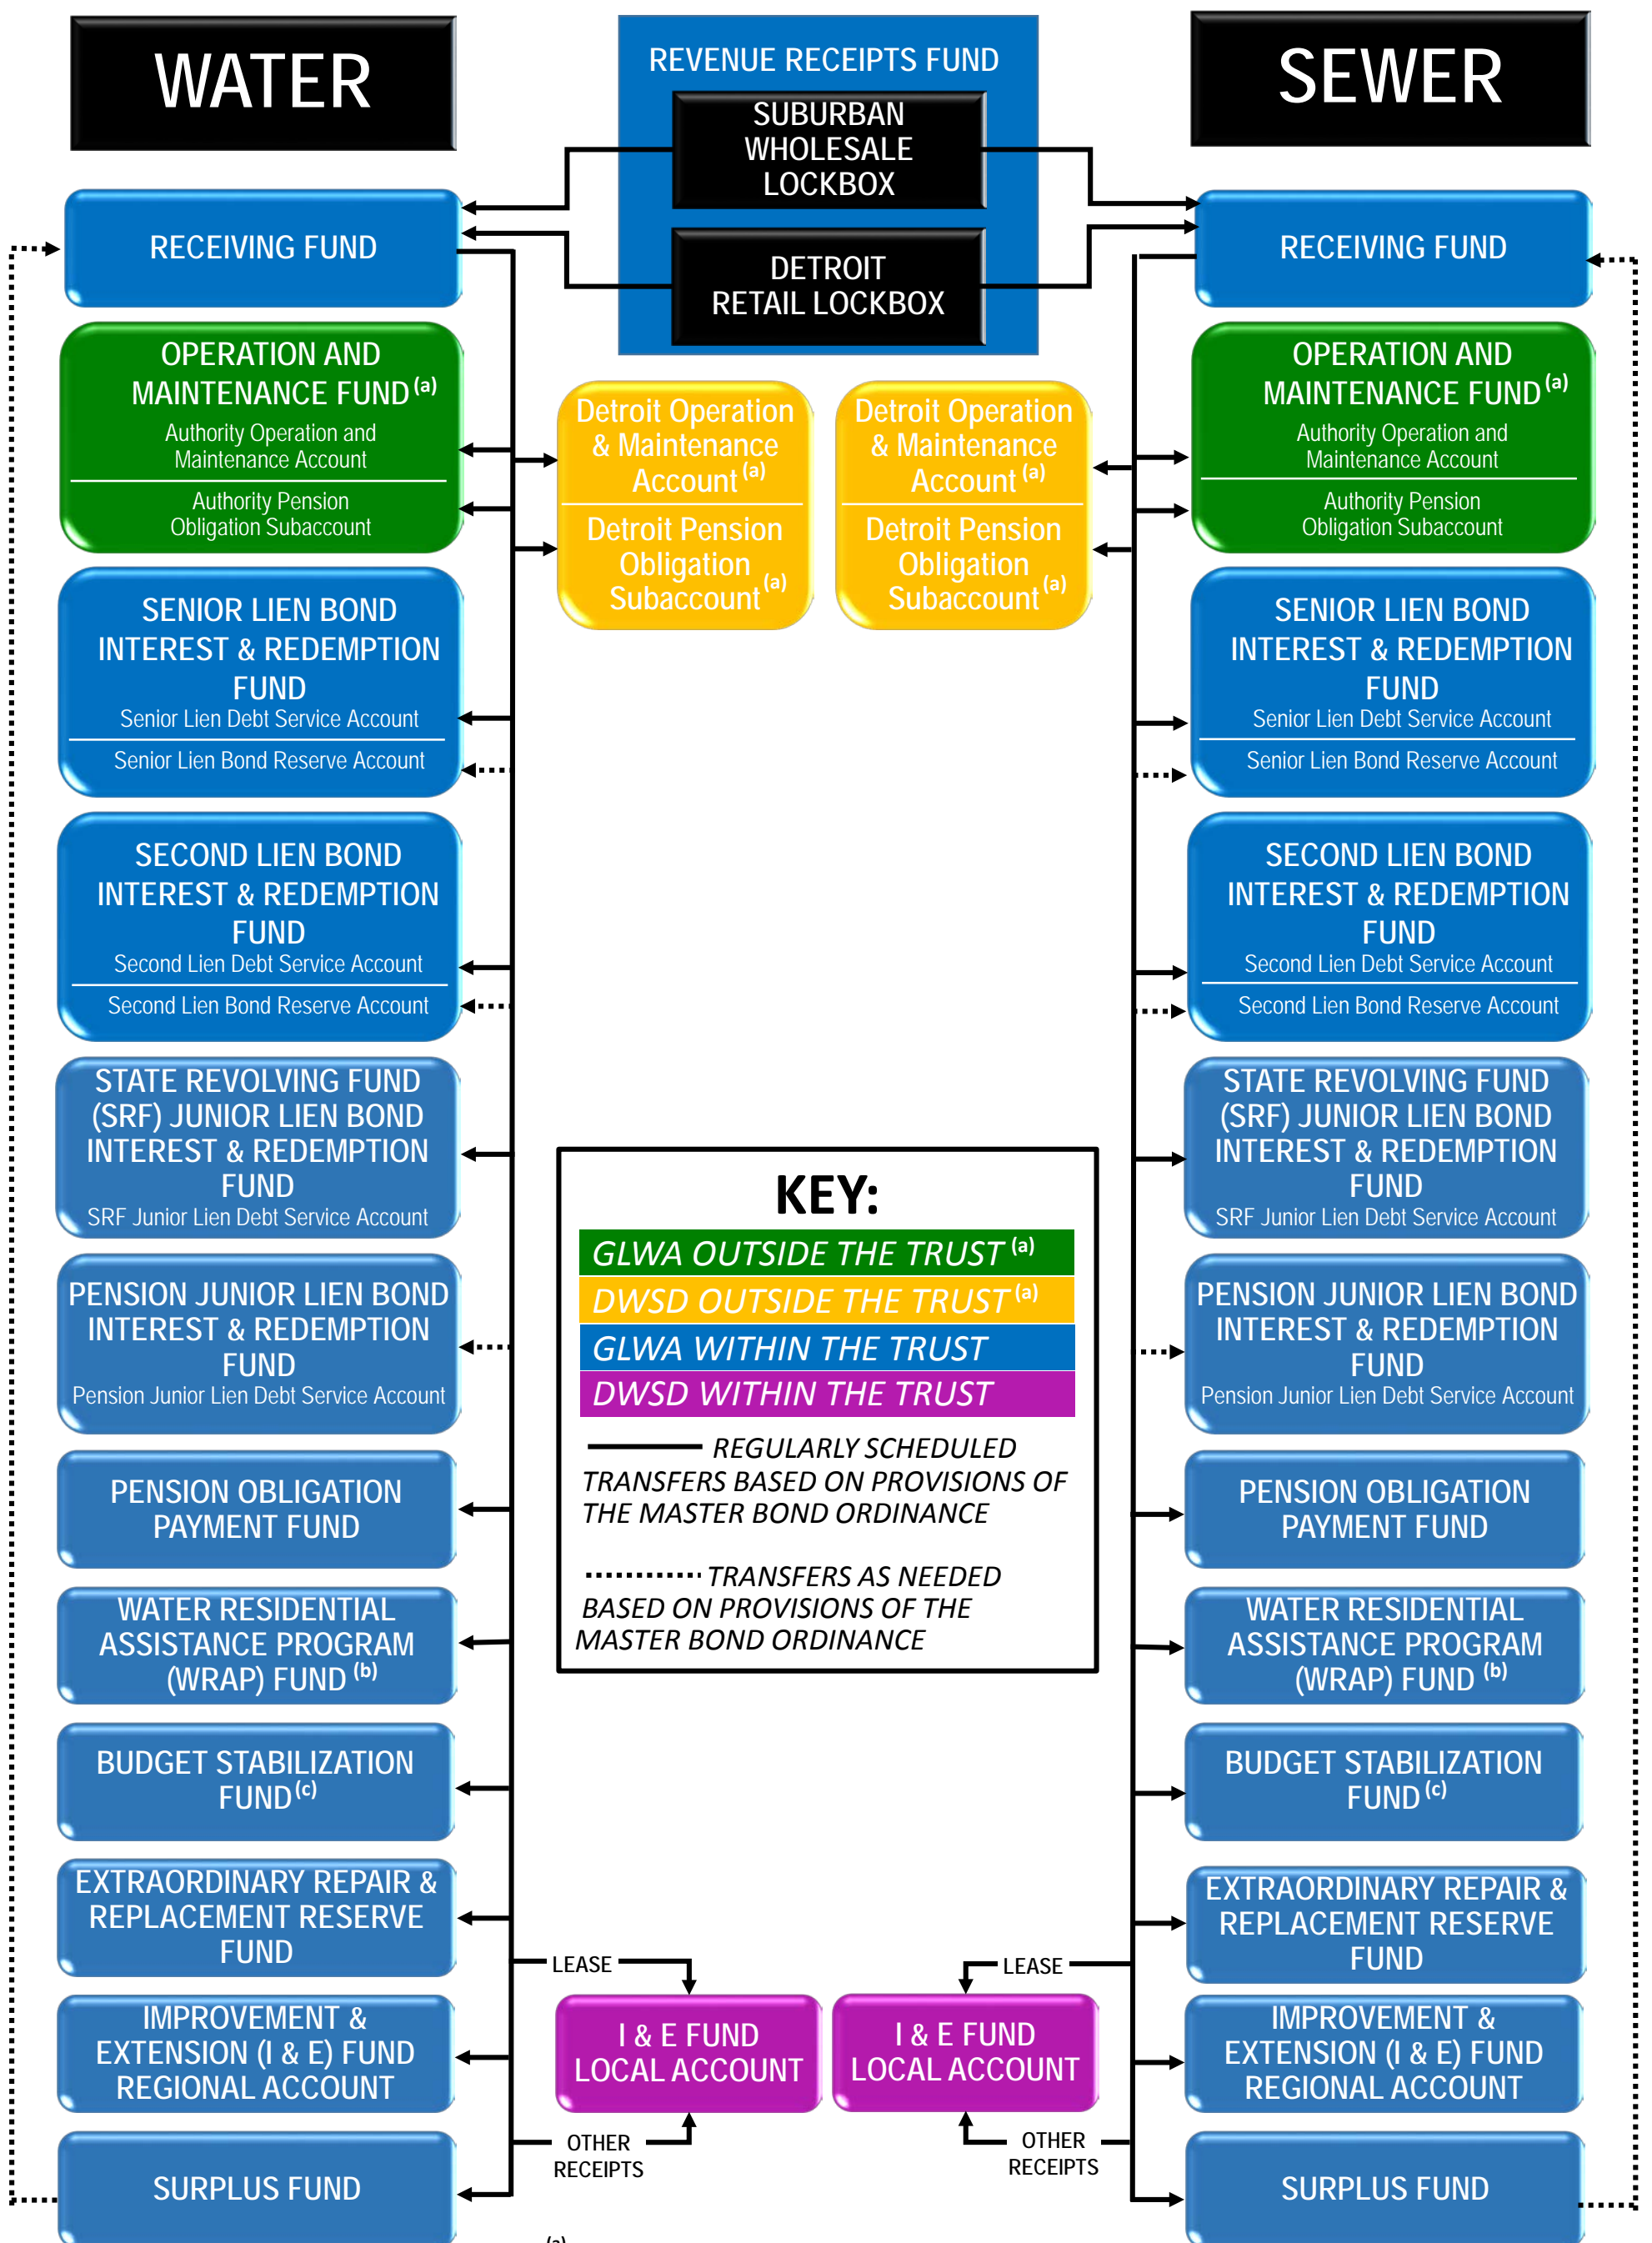 WATER
REVENUE RECEIPTS FUND
SUBURBAN
WHOLESALE
LOCKBOX
DETROIT
RETAIL LOCKBOX
SEWER
RECEIVING FUND
OPERATION AND
MAINTENANCE FUND (a)
Authority Operation and
Maintenance Account
Authority Pension
Obligation Subaccount
SENIOR LIEN BOND
INTEREST & REDEMPTION
FUND
Senior Lien Debt Service Account
Senior Lien Bond Reserve Account
SECOND LIEN BOND
INTEREST & REDEMPTION
FUND
Second Lien Debt Service Account
Second Lien Bond Reserve Account
STATE REVOLVING FUND
(SRF) JUNIOR LIEN BOND
INTEREST & REDEMPTION
FUND
SRF Junior Lien Debt Service Account
PENSION JUNIOR LIEN BOND
INTEREST & REDEMPTION
FUND
Pension Junior Lien Debt Service Account
PENSION OBLIGATION
PAYMENT FUND
WATER RESIDENTIAL
ASSISTANCE PROGRAM
(WRAP) FUND (b)
BUDGET STABILIZATION
FUND (c)
EXTRAORDINARY REPAIR &
REPLACEMENT RESERVE
FUND
IMPROVEMENT &
EXTENSION (I & E) FUND
REGIONAL ACCOUNT
SURPLUS FUND
Detroit Operation
& Maintenance
Account (a)
Detroit Pension
Obligation
Subaccount (a)
Detroit Operation
& Maintenance
Account (a)
Detroit Pension
Obligation
Subaccount (a)
KEY:
GLWA OUTSIDE THE TRUST (a)
DWSD OUTSIDE THE TRUST (a)
GLWA WITHIN THE TRUST
DWSD WITHIN THE TRUST
REGULARLY SCHEDULED
TRANSFERS BASED ON PROVISIONS OF
THE MASTER BOND ORDINANCE
TRANSFERS AS NEEDED
BASED ON PROVISIONS OF THE
MASTER BOND ORDINANCE
LEASE
I & E FUND
LOCAL ACCOUNT
OTHER
RECEIPTS
LEASE
I & E FUND
LOCAL ACCOUNT
OTHER
RECEIPTS
RECEIVING FUND
OPERATION AND
MAINTENANCE FUND (a)
Authority Operation and
Maintenance Account
Authority Pension
Obligation Subaccount
SENIOR LIEN BOND
INTEREST & REDEMPTION
FUND
Senior Lien Debt Service Account
Senior Lien Bond Reserve Account
SECOND LIEN BOND
INTEREST & REDEMPTION
FUND
Second Lien Debt Service Account
Second Lien Bond Reserve Account
STATE REVOLVING FUND
(SRF) JUNIOR LIEN BOND
INTEREST & REDEMPTION
FUND
SRF Junior Lien Debt Service Account
PENSION JUNIOR LIEN BOND
INTEREST & REDEMPTION
FUND
Pension Junior Lien Debt Service Account
PENSION OBLIGATION
PAYMENT FUND
WATER RESIDENTIAL
ASSISTANCE PROGRAM
(WRAP) FUND (b)
BUDGET STABILIZATION
FUND (c)
EXTRAORDINARY REPAIR &
REPLACEMENT RESERVE
FUND
IMPROVEMENT &
EXTENSION (I & E) FUND
REGIONAL ACCOUNT
SURPLUS FUND